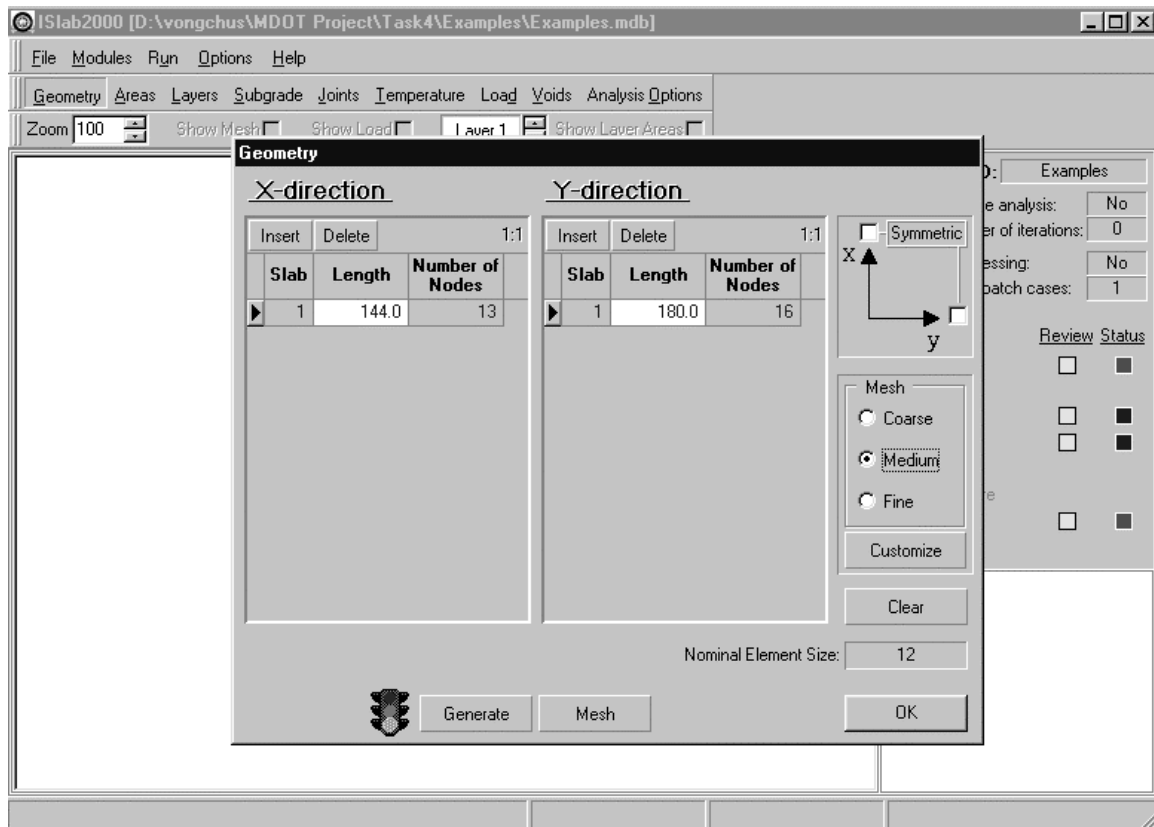 ISlab2000 [D:\vongchus\MDOT Project\Task4\Examples\Examples.mdb]
File Modules Run Options Help
Geometry Areas Layers Subgrade Joints Temperature Load Voids Analysis Options
Zoom 100 Show Mesh Show Load Layer 1 Show Layer Areas
Geometry
X-direction
Insert Delete 1:1
Slab Length Number of Nodes
1 144.0 13
Y-direction
Insert Delete 1:1
Slab Length Number of Nodes
1 180.0 16
Symmetric
X
y
Mesh
Coarse
Medium
Fine
Customize
Clear
Nominal Element Size: 12
Generate Mesh OK
: Examples
e analysis: No
er of iterations: 0
essing: No
batch cases: 1
Review Status
e